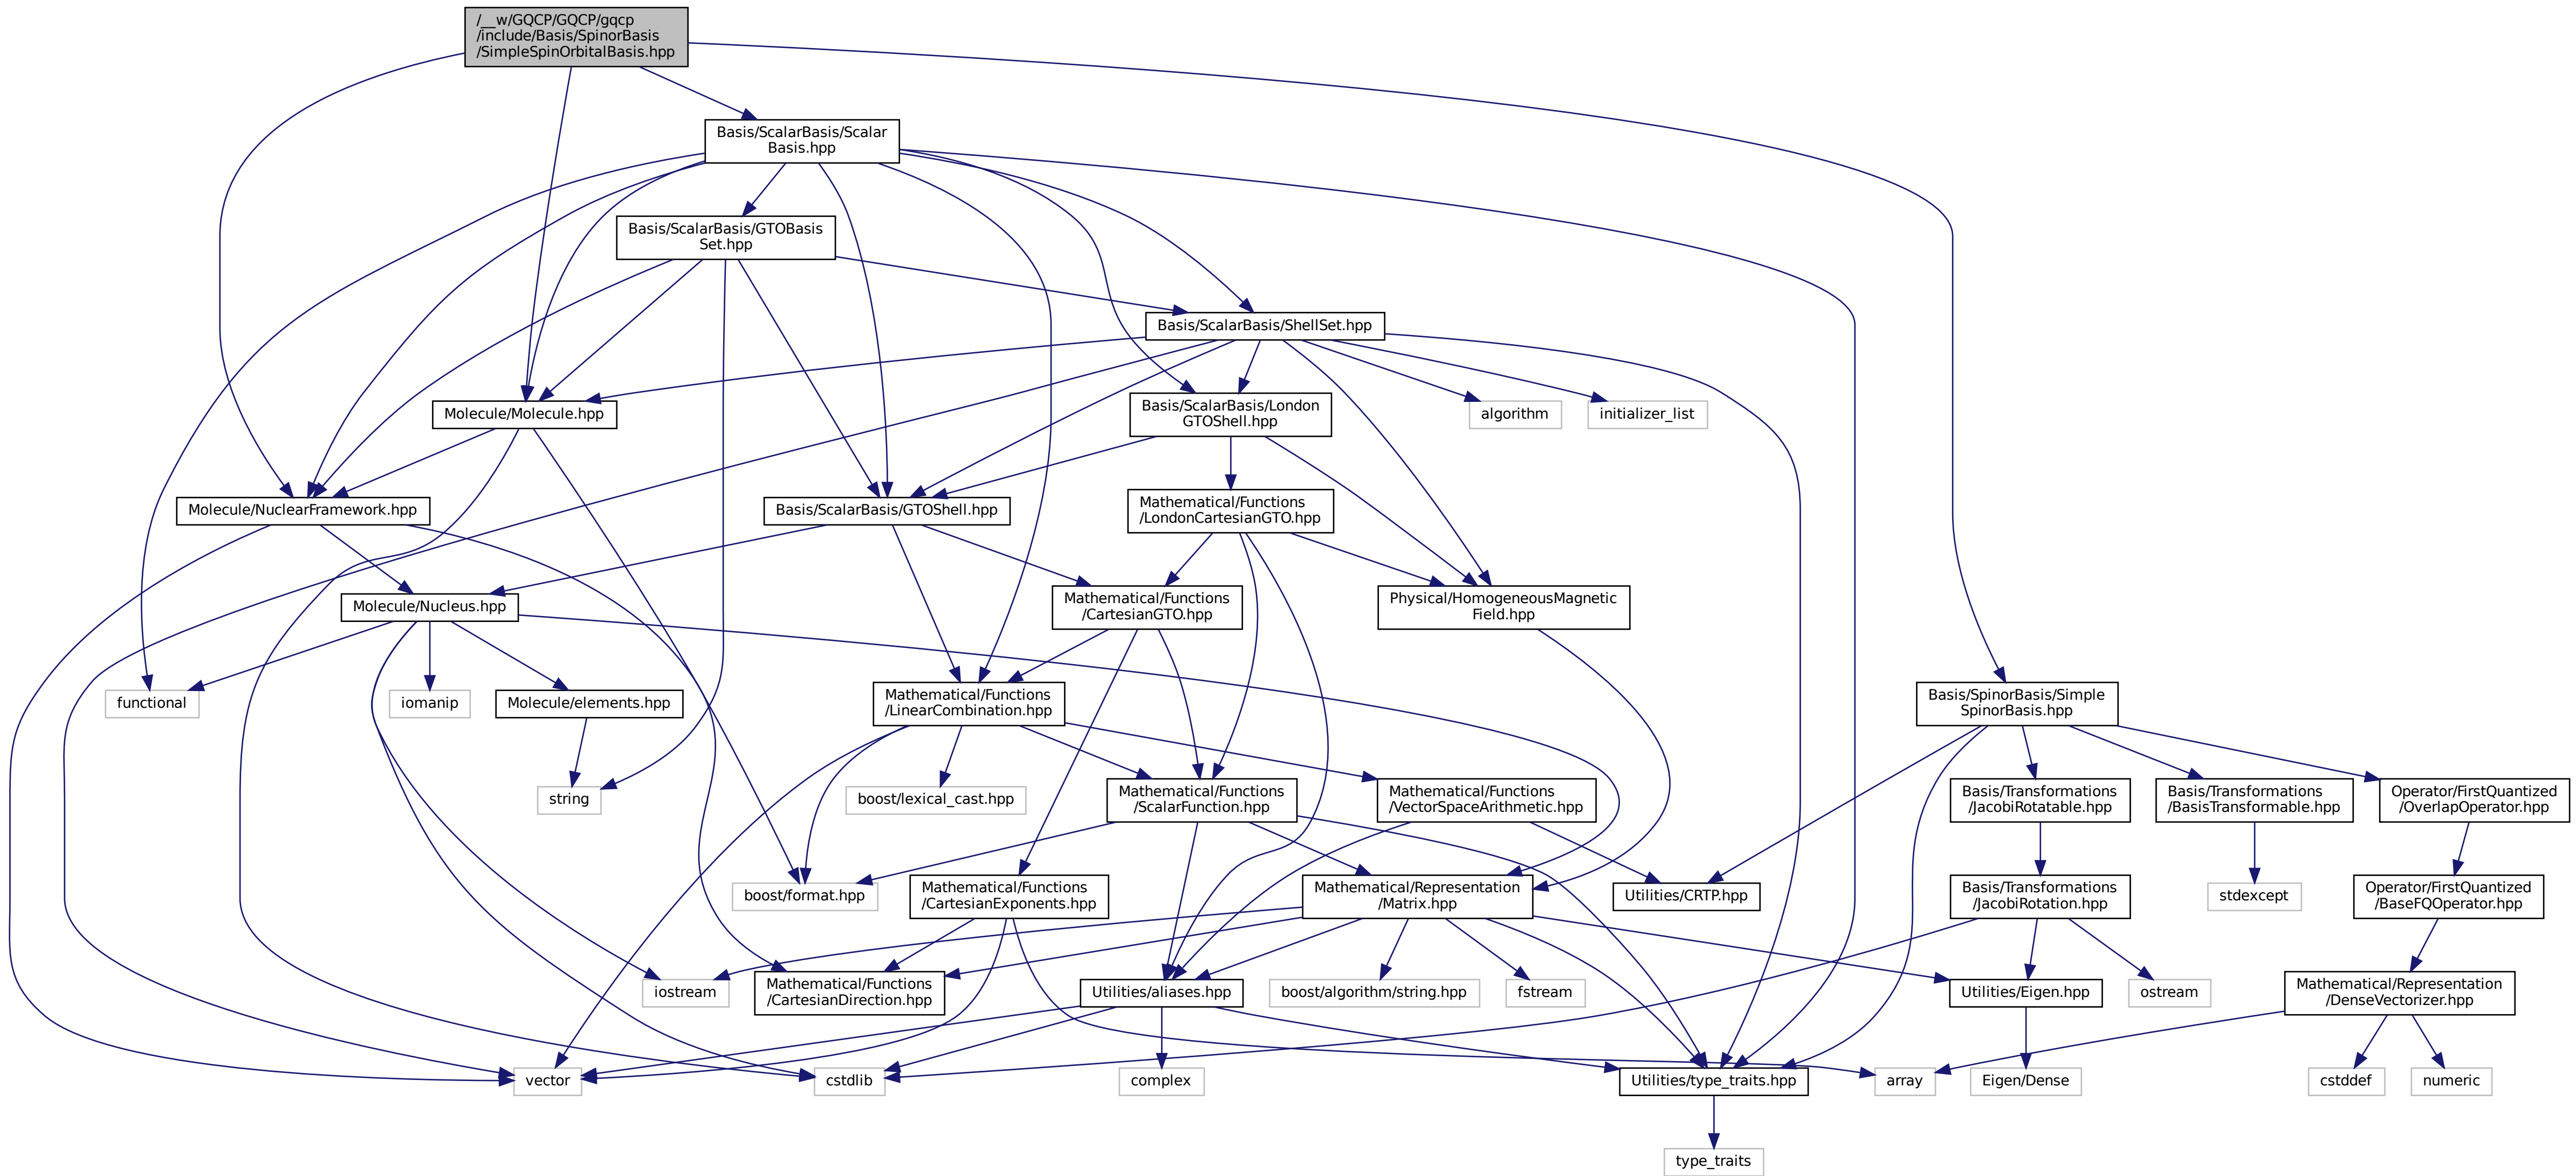 /__w/GQCP/GQCP/gqcp
/include/Basis/SpinorBasis
/SimpleSpinOrbitalBasis.hpp
Basis/ScalarBasis/Scalar
Basis.hpp
Basis/ScalarBasis/GTOBasis
Set.hpp
Basis/ScalarBasis/ShellSet.hpp
Molecule/Molecule.hpp
Basis/ScalarBasis/London
GTOShell.hpp
algorithm
initializer_list
Molecule/NuclearFramework.hpp
Basis/ScalarBasis/GTOShell.hpp
Mathematical/Functions
/LondonCartesianGTO.hpp
Molecule/Nucleus.hpp
Mathematical/Functions
/CartesianGTO.hpp
Physical/HomogeneousMagnetic
Field.hpp
functional
iomanip
Molecule/elements.hpp
Mathematical/Functions
/LinearCombination.hpp
Basis/SpinorBasis/Simple
SpinorBasis.hpp
string
boost/lexical_cast.hpp
Mathematical/Functions
/ScalarFunction.hpp
Mathematical/Functions
/VectorSpaceArithmetic.hpp
Basis/Transformations
/JacobiRotatable.hpp
Basis/Transformations
/BasisTransformable.hpp
Operator/FirstQuantized
/OverlapOperator.hpp
boost/format.hpp
Mathematical/Functions
/CartesianExponents.hpp
Mathematical/Representation
/Matrix.hpp
Utilities/CRTP.hpp
Basis/Transformations
/JacobiRotation.hpp
stdexcept
Operator/FirstQuantized
/BaseFQOperator.hpp
iostream
Mathematical/Functions
/CartesianDirection.hpp
Utilities/aliases.hpp
boost/algorithm/string.hpp
fstream
Utilities/Eigen.hpp
ostream
Mathematical/Representation
/DenseVectorizer.hpp
vector
cstdlib
complex
Utilities/type_traits.hpp
array
Eigen/Dense
cstddef
numeric
type_traits